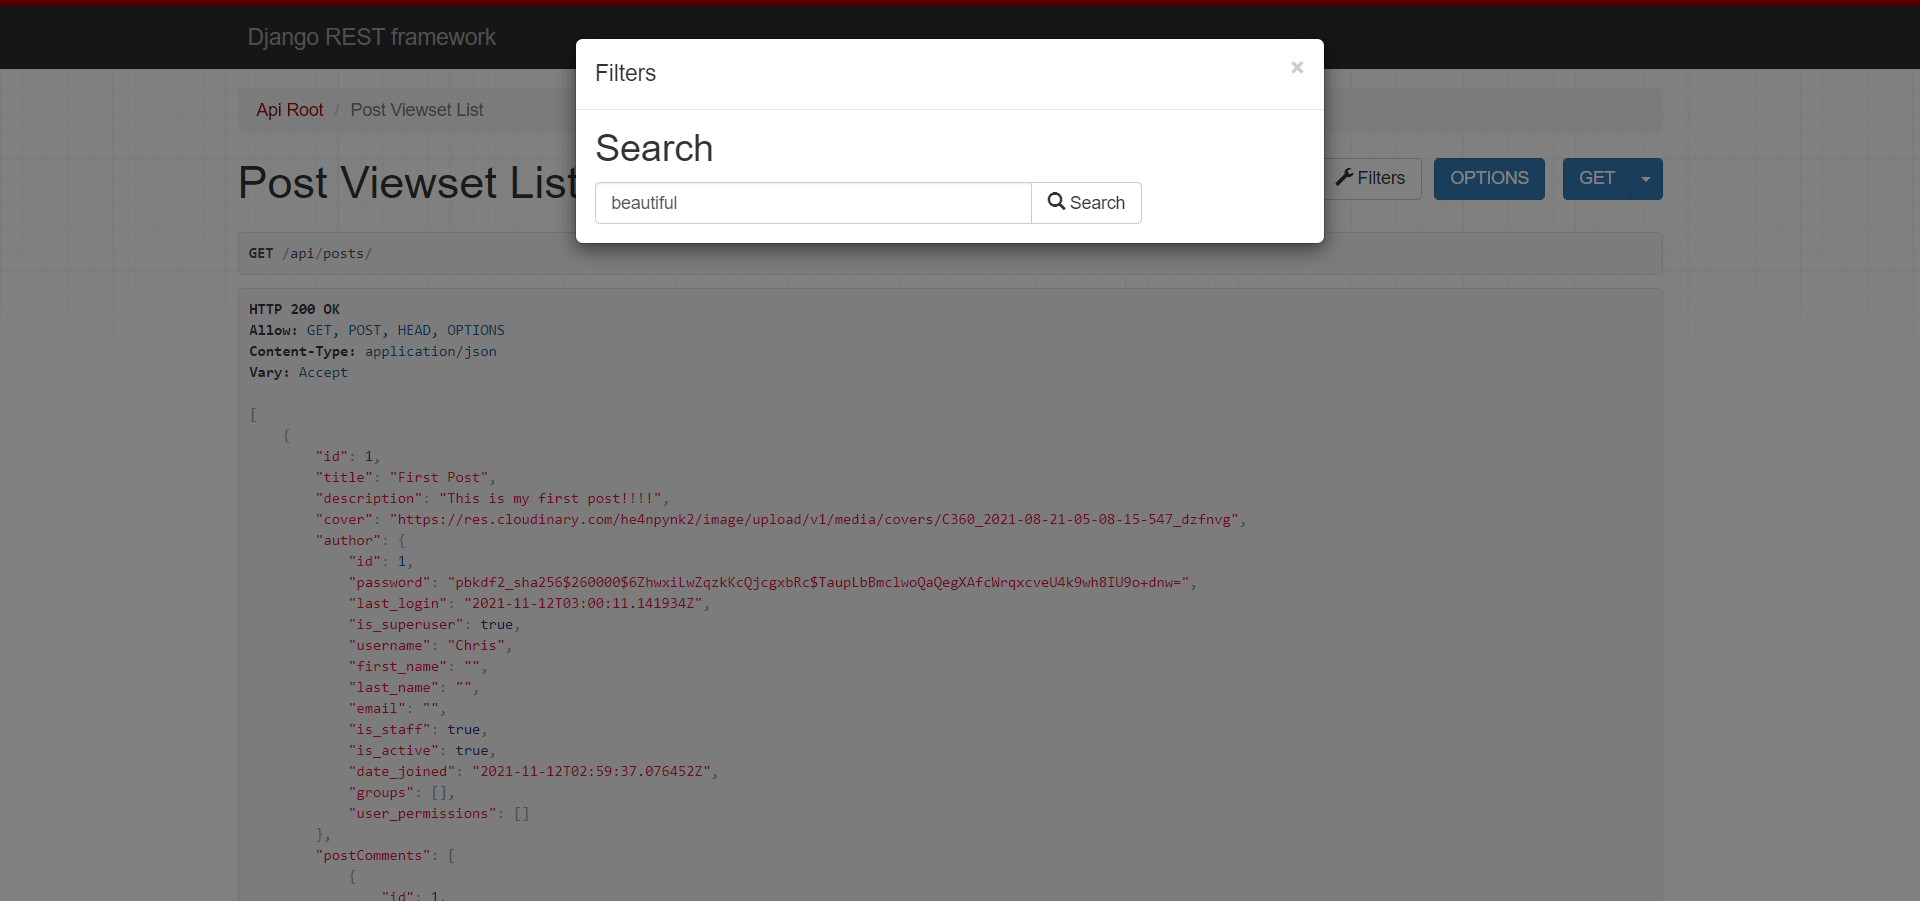 Django REST framework
Filters
×
Api Root / Post Viewset List
Search
Post Viewset List
Filters
OPTIONS
GET
beautiful
Search
GET /api/posts/
HTTP 200 OK
Allow: GET, POST, HEAD, OPTIONS
Content-Type: application/json
Vary: Accept
[
{
"id": 1,
"title": "First Post",
"description": "This is my first post!!!!",
"cover": "https://res.cloudinary.com/he4npynk2/image/upload/v1/media/covers/C360_2021-08-21-05-08-15-547_dzfnvg",
"author": {
"id": 1,
"password": "pbkdf2_sha256$260000$6ZhwxiLwZqzkKcQjcgxbRc$TaupLbBmclwoQaQegXAfcWrqxcveU4k9wh8IU9o+dnw=",
"last_login": "2021-11-12T03:00:11.141934Z",
"is_superuser": true,
"username": "Chris",
"first_name": "",
"last_name": "",
"email": "",
"is_staff": true,
"is_active": true,
"date_joined": "2021-11-12T02:59:37.076452Z",
"groups": [],
"user_permissions": []
},
"postComments": [
{
"id": 1,